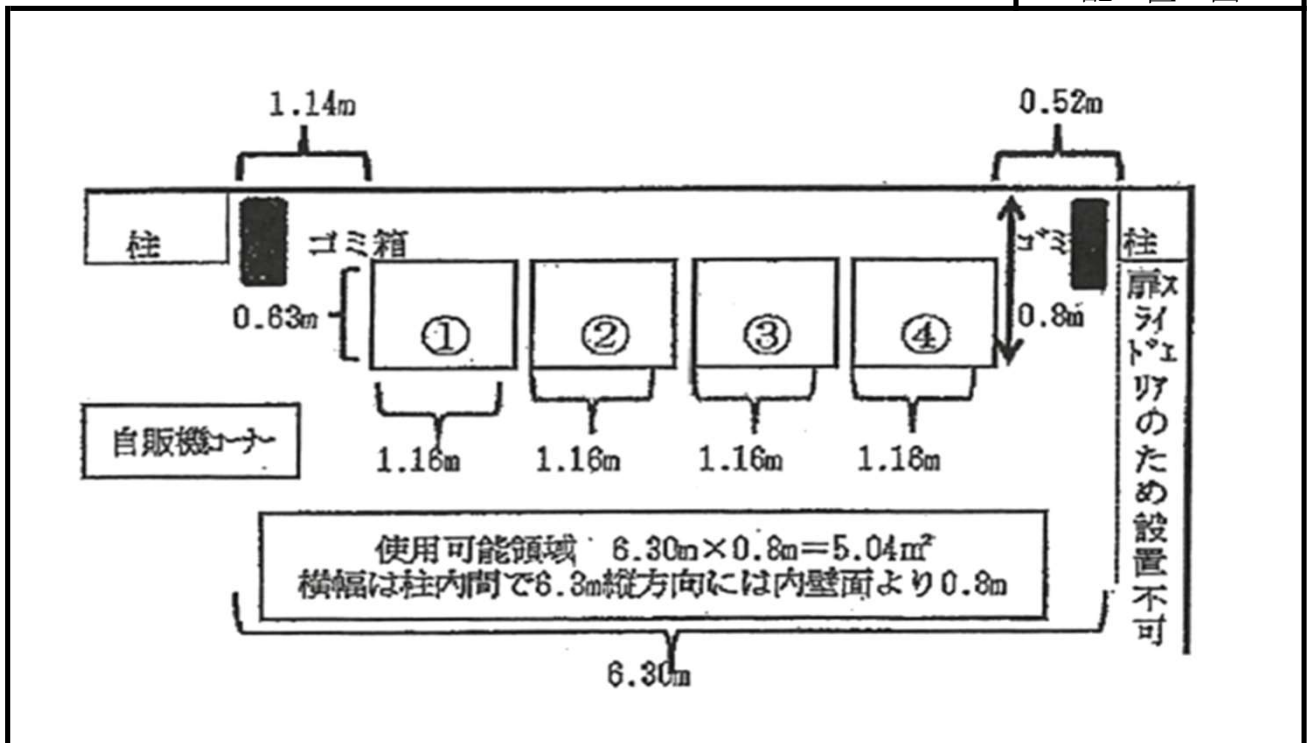 1.14m
0.52m
柱
ゴミ箱
ゴミ
柱
0.63m
①
②
③
④
0.8m
扉スライドエリアのため設置不可
1.16m
1.16m
1.16m
1.16m
自販機コーナー
使用可能領域 6.30m×0.8m=5.04㎡
横幅は柱内間で6.3m縦方向には内壁面より0.8m
6.30m